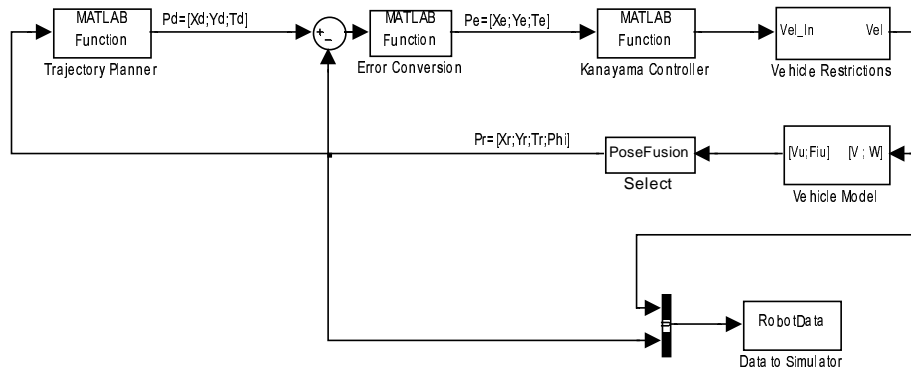 MATLAB
Function
Trajectory Planner
Pd=[Xd;Yd;Td]
+
−
MATLAB
Function
Error Conversion
Pe=[Xe;Ye;Te]
MATLAB
Function
Kanayama Controller
Vel_In Vel
Vehicle Restrictions
Pr=[Xr;Yr;Tr;Phi]
PoseFusion
Select
[Vu;Fiu] [V ; W]
Vehicle Model
RobotData
Data to Simulator